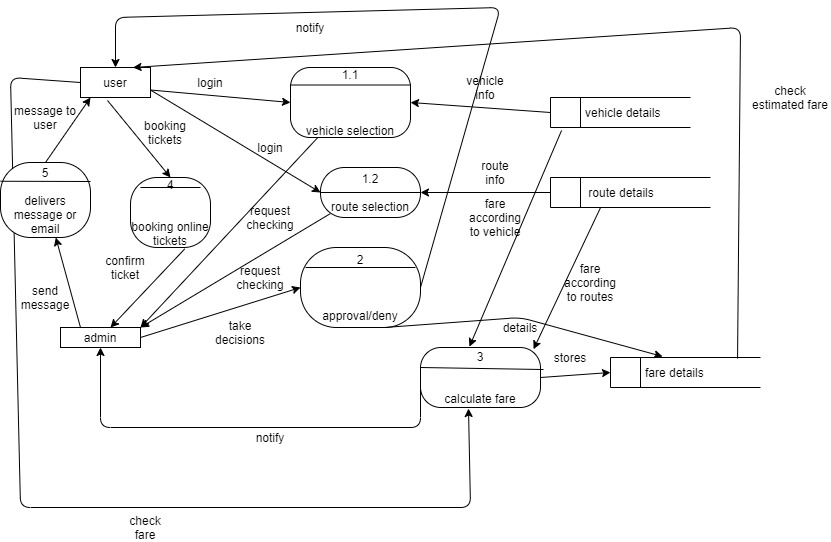 notify
user
login
1.1
vehicle selection
vehicle
info
vehicle details
check
estimated fare
message to
user
booking
tickets
login
1.2
route selection
route
info
route details
5
delivers
message or
email
4
booking online
tickets
request
checking
fare
according
to vehicle
confirm
ticket
request
checking
2
approval/deny
fare
according
to routes
send
message
admin
take
decisions
details
3
calculate fare
stores
fare details
notify
check
fare